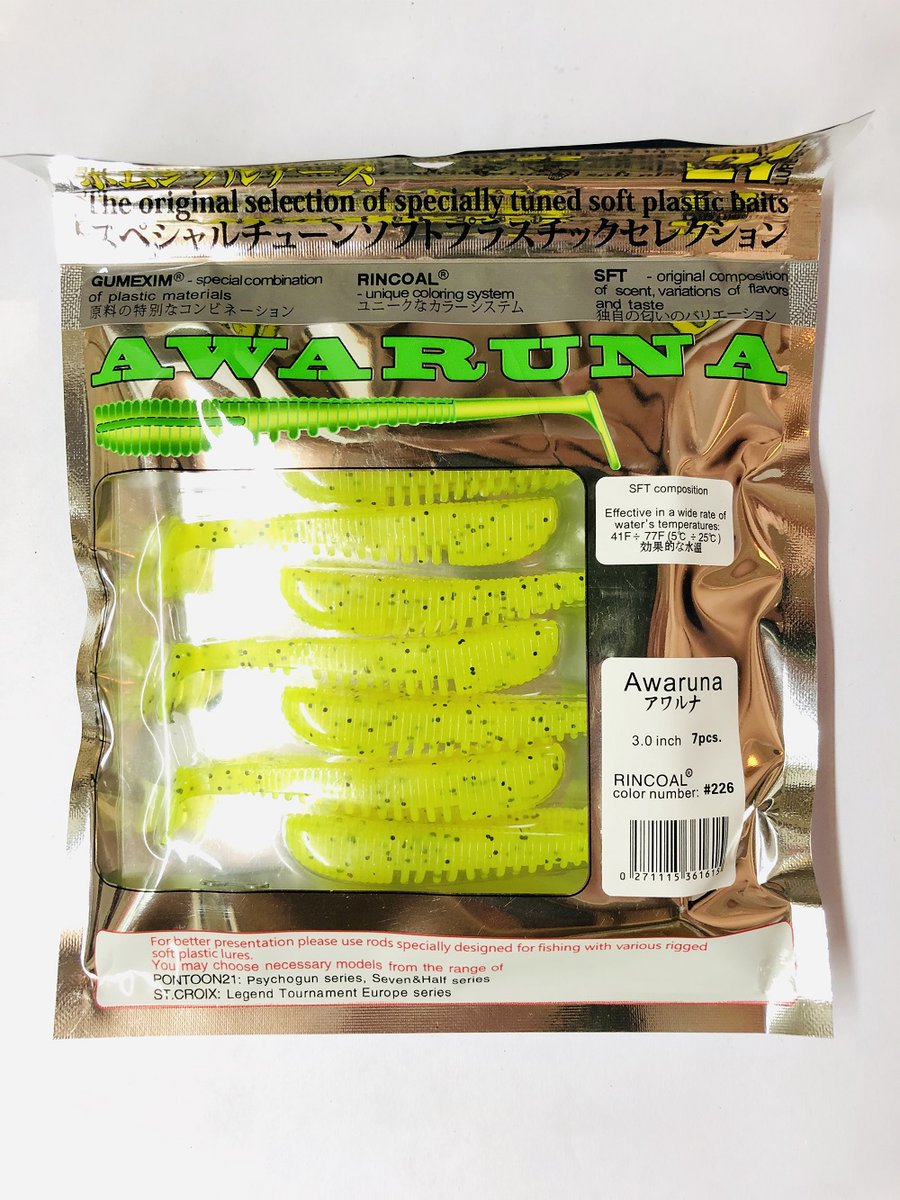 21
The original selection of specially tuned soft plastic baits
スペシャルチューンソフトプラスチックセレクション
GUMEXIM® - special combination
of plastic materials
原料の特別なコンビネーション
RINCOAL®
- unique coloring system
ユニークなカラーシステム
SFT - original composition
of scent, variations of flavors
and taste
独自の匂いのバリエーション
AWARUNA
SFT composition
Effective in a wide rate of
water's temperatures:
41F÷ 77F (5℃ ÷25℃)
効果的な水温
Awaruna
アワルナ
3.0 inch 7pcs.
RINCOAL®
color number: #226
0 271115 361615
For better presentation please use rods specially designed for fishing with various rigged
soft plastic lures.
You may choose necessary models from the range of
PONTOON21: Psychogun series, Seven&Half series
ST.CROIX: Legend Tournament Europe series